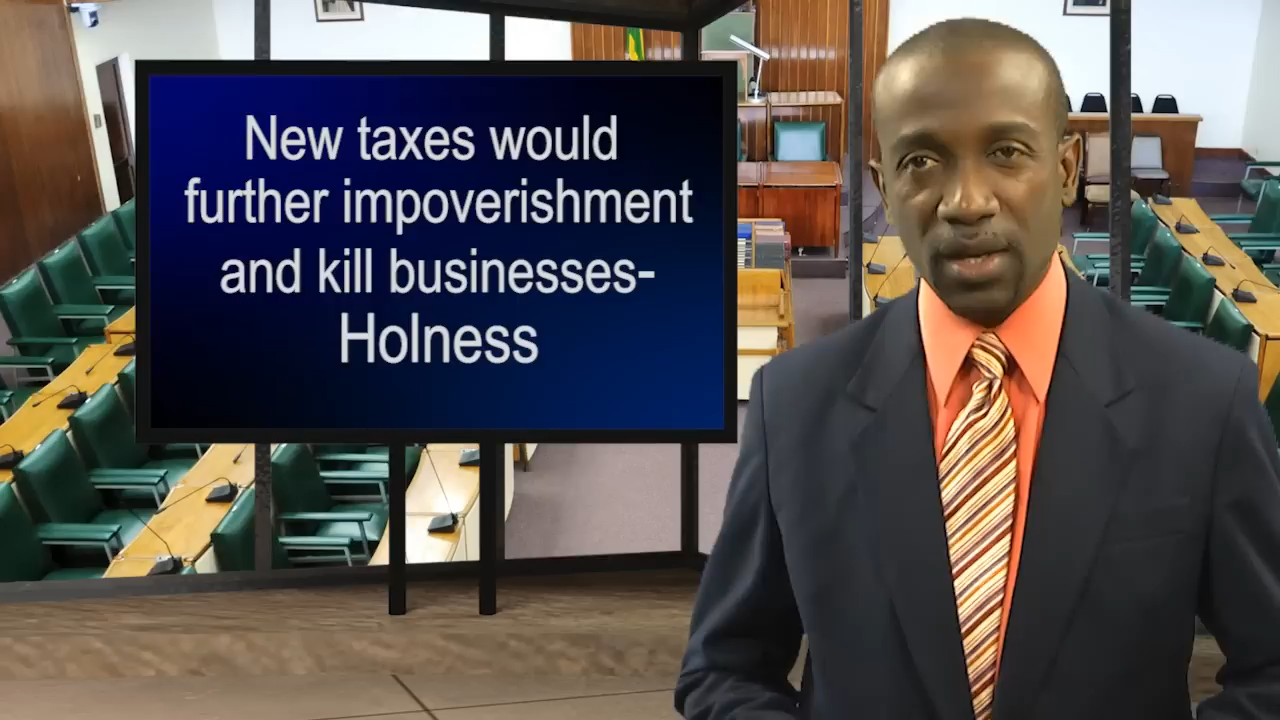 New taxes would
further impoverishment
and kill businesses-
Holness